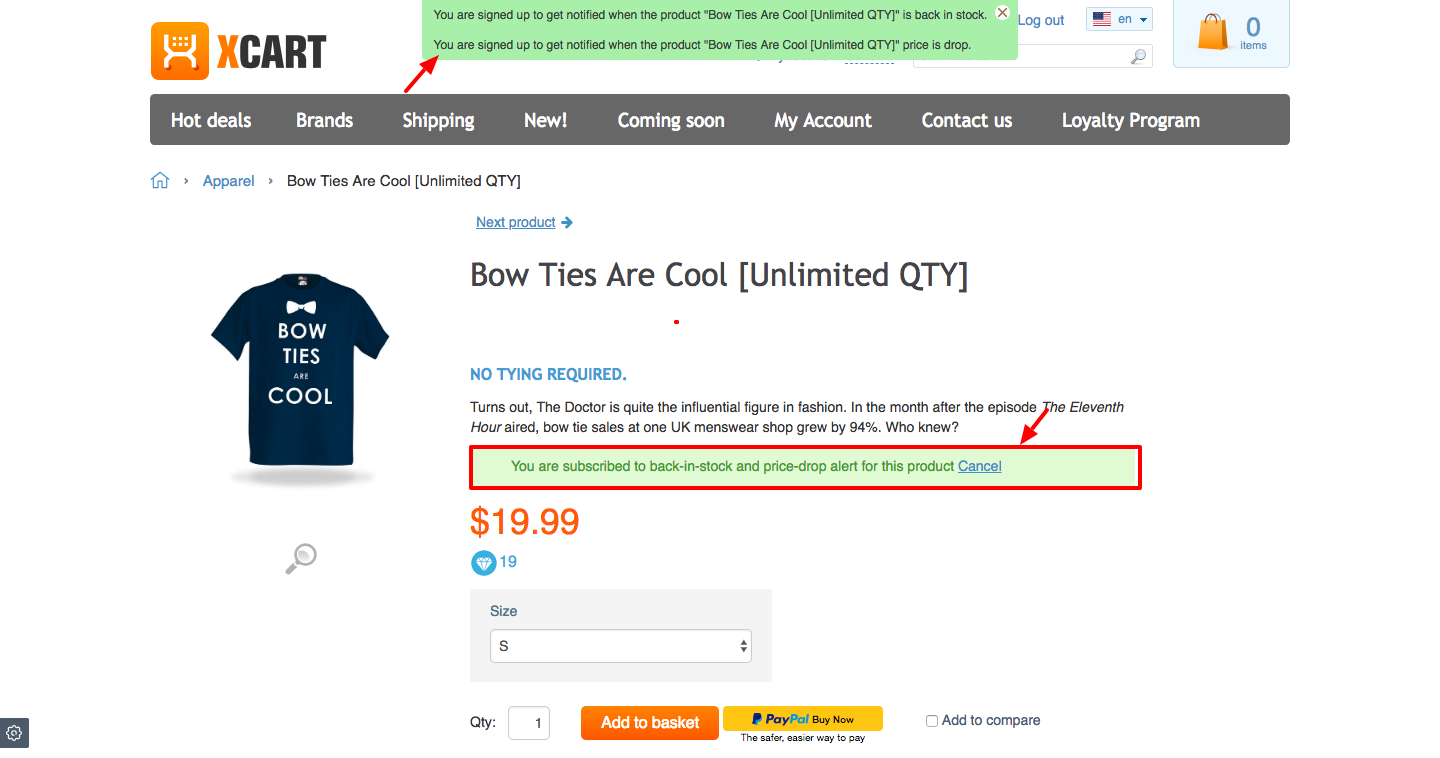 You are signed up to get notified when the product "Bow Ties Are Cool [Unlimited QTY]" is back in stock.
You are signed up to get notified when the product "Bow Ties Are Cool [Unlimited QTY]" price is drop.
XCART
Log out
en
0
items
Hot deals Brands Shipping New! Coming soon My Account Contact us Loyalty Program
Apparel › Bow Ties Are Cool [Unlimited QTY]
Next product
Bow Ties Are Cool [Unlimited QTY]
BOW
TIES
ARE
COOL
NO TYING REQUIRED.
Turns out, The Doctor is quite the influential figure in fashion. In the month after the episode The Eleventh
Hour aired, bow tie sales at one UK menswear shop grew by 94%. Who knew?
You are subscribed to back-in-stock and price-drop alert for this product Cancel
$19.99
19
Size
S
Qty: 1 Add to basket PayPal Buy Now Add to compare
The safer, easier way to pay